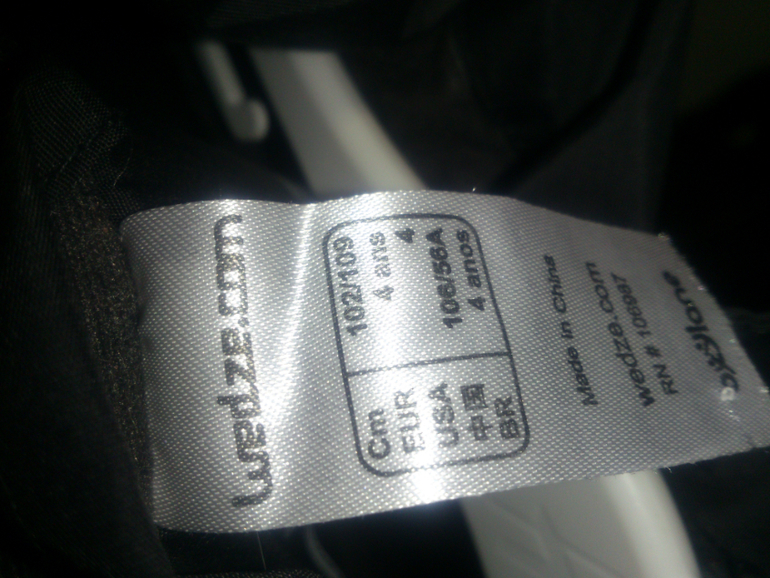 wedze.com
Cm 102/109
EUR 4 ans
USA 4
中国 106/56A
BR 4 anos
Made in China
wedze.com
RN # 106987
oxylane